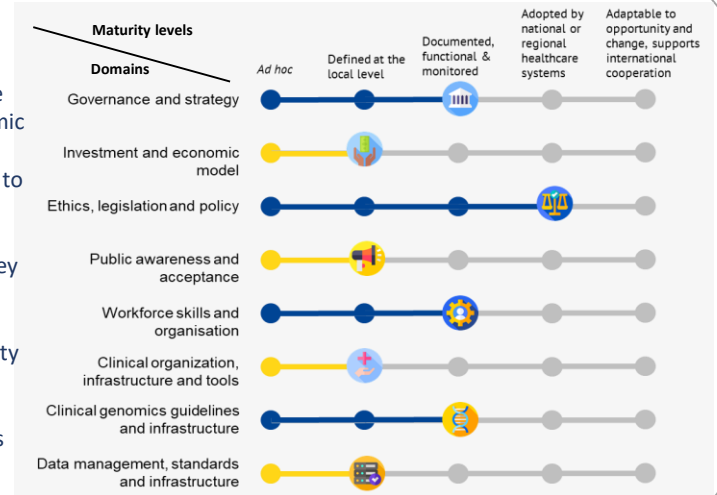 Maturity levels
Domains
Ad hoc
Defined at the
local level
Documented,
functional &
monitored
Adopted by
national or
regional
healthcare
systems
Adaptable to
opportunity and
change, supports
international
cooperation
Governance and strategy
Investment and economic
model
Ethics, legislation and policy
Public awareness and
acceptance
Workforce skills and
organisation
Clinical organization,
infrastructure and tools
Clinical genomics guidelines
and infrastructure
Data management, standards
and infrastructure
to